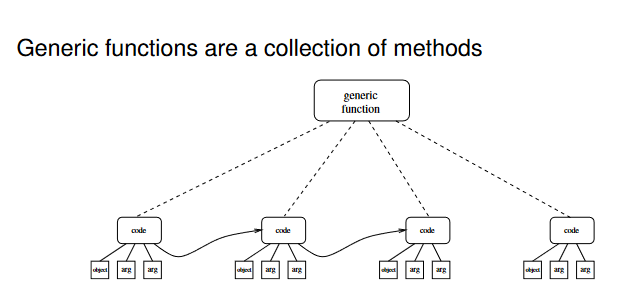 Generic functions are a collection of methods
generic
function
code code code code
object arg arg object arg arg object arg arg object arg arg